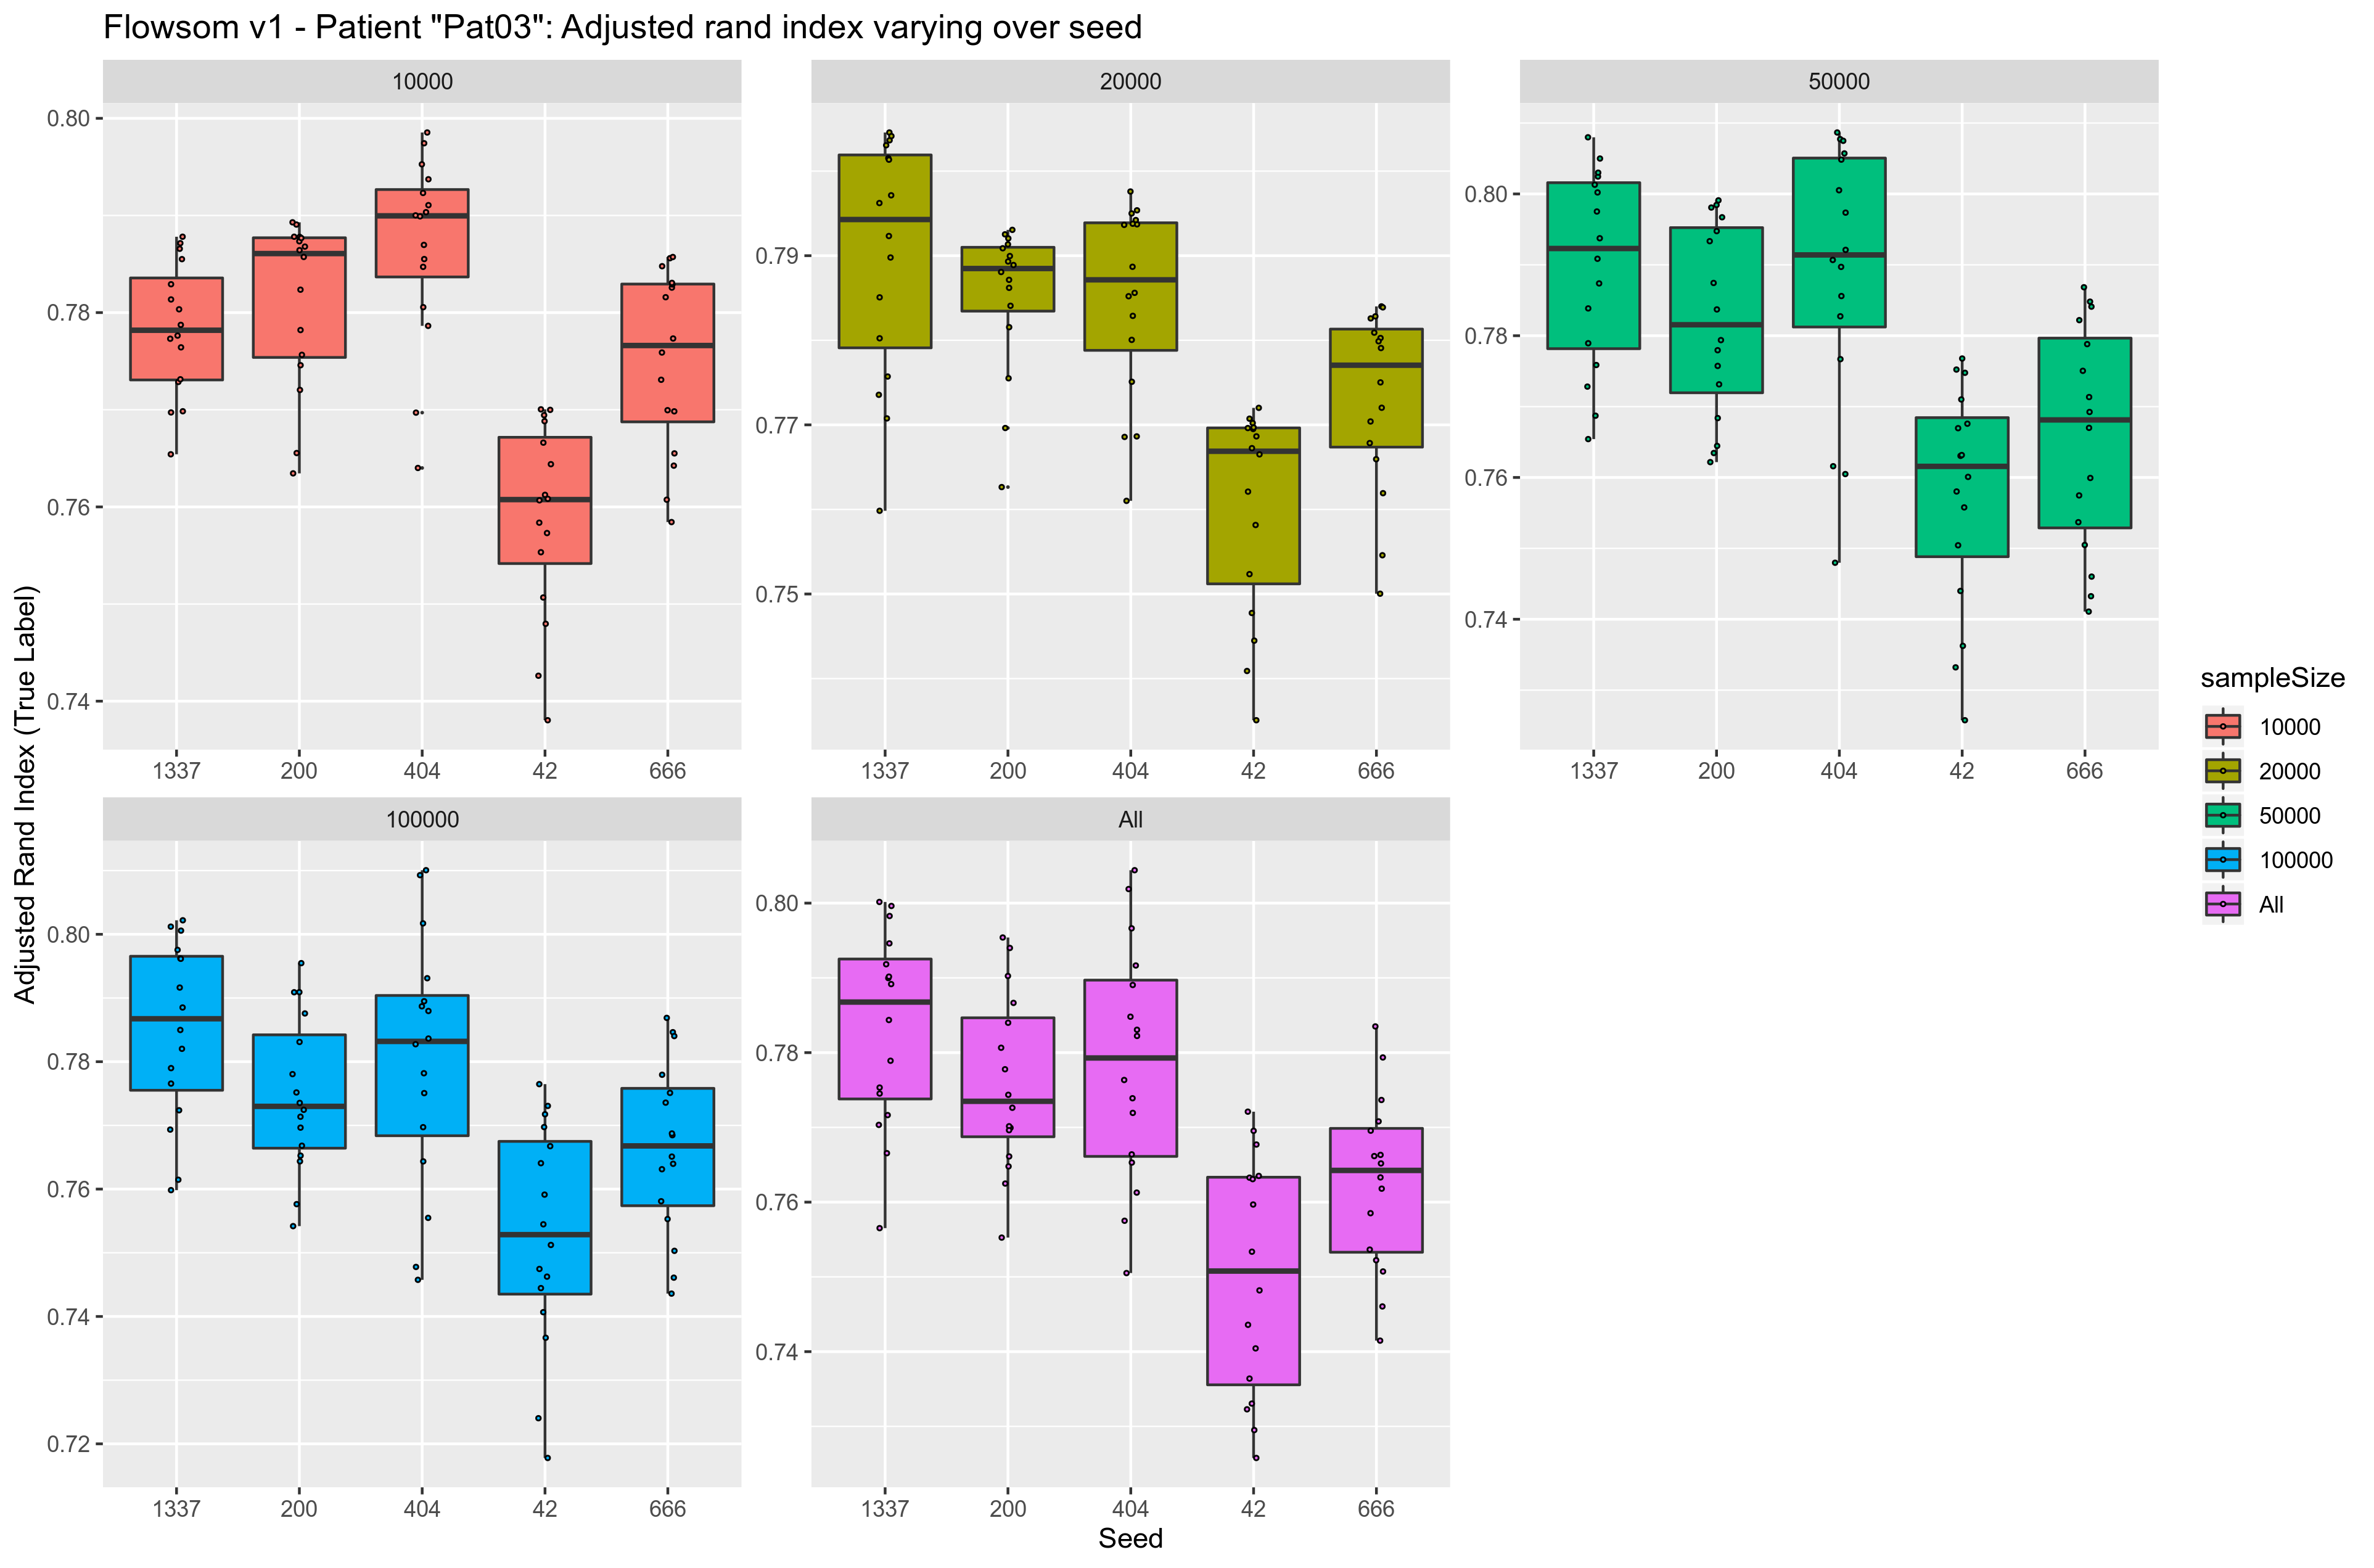 Flowsom v1 - Patient "Pat03": Adjusted rand index varying over seed
Adjusted Rand Index (True Label)
10000
0.80
0.78
0.76
0.74
1337 200 404 42 666
20000
0.79
0.77
0.75
1337 200 404 42 666
50000
0.80
0.78
0.76
0.74
1337 200 404 42 666
100000
0.80
0.78
0.76
0.74
0.72
1337 200 404 42 666
All
0.80
0.78
0.76
0.74
1337 200 404 42 666
Seed
sampleSize
10000
20000
50000
100000
All